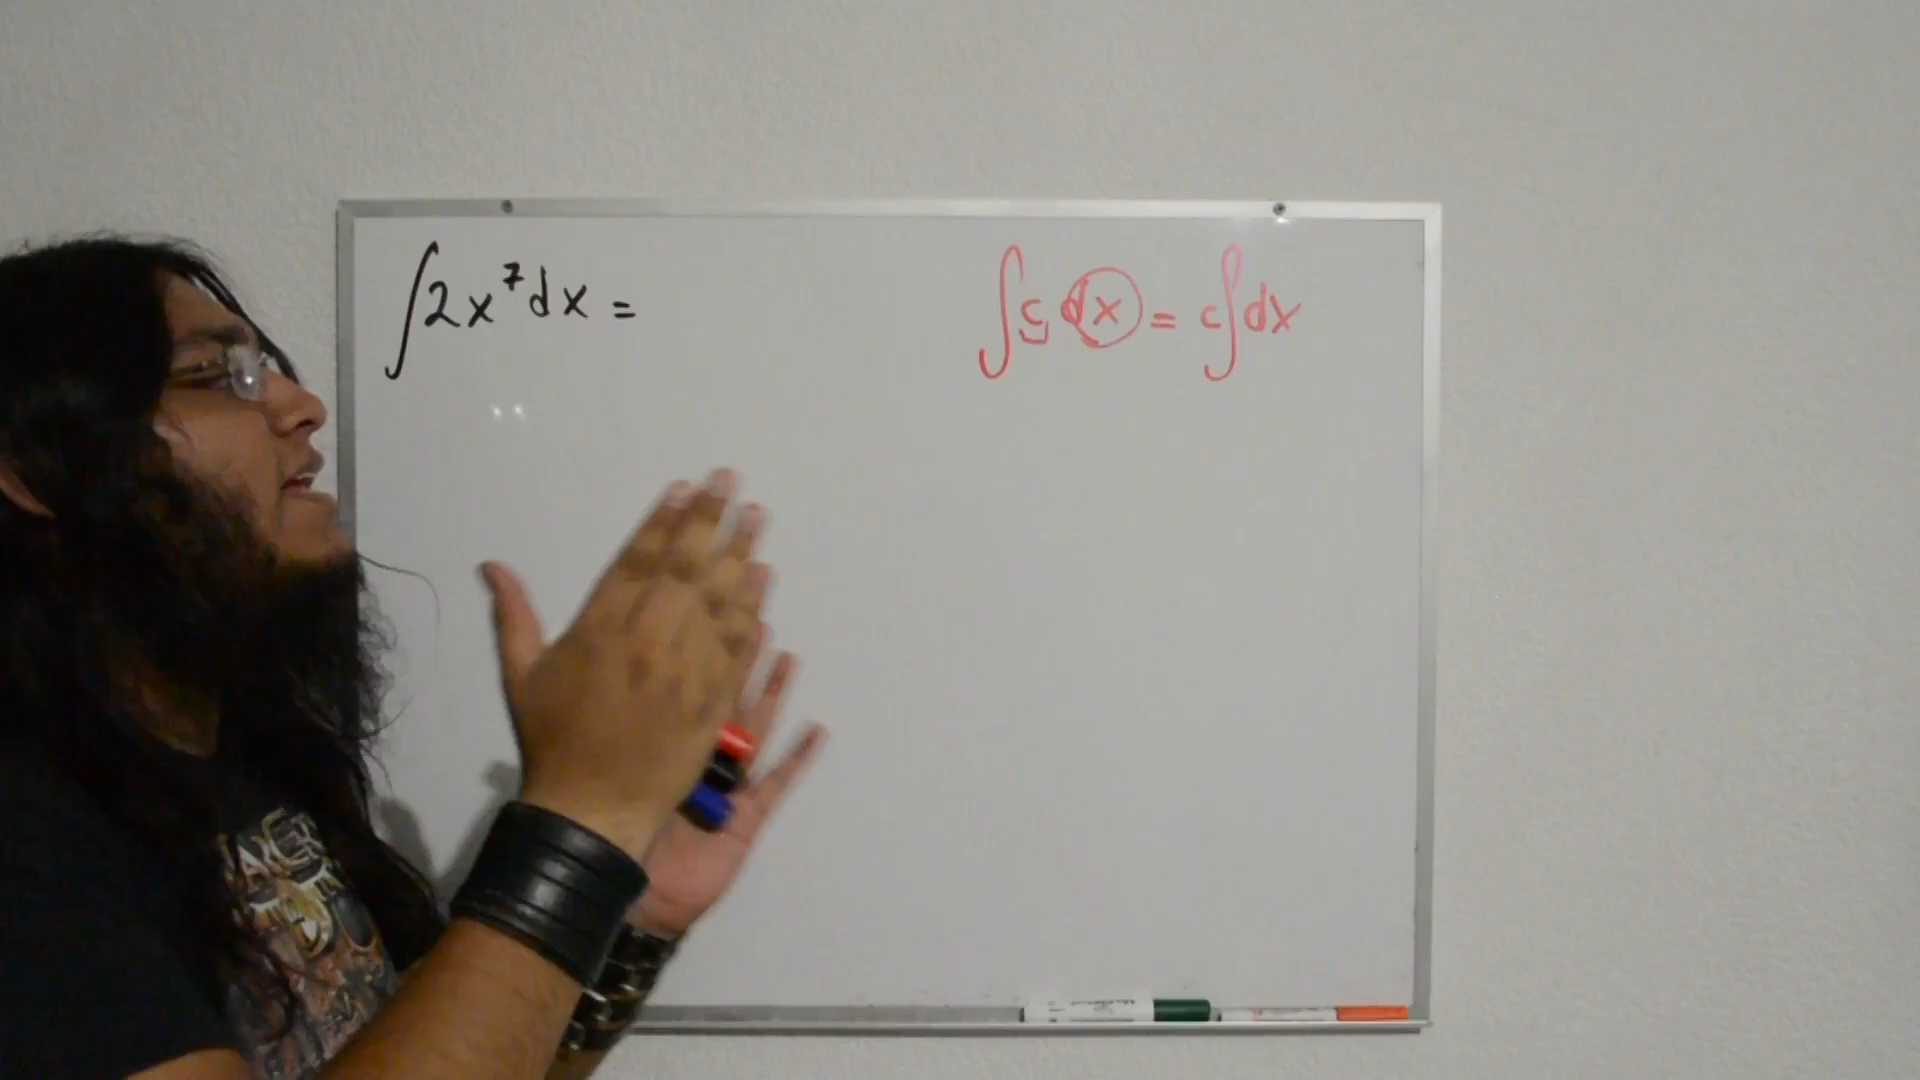 ∫2x⁷dx =
∫c dx = c∫dx